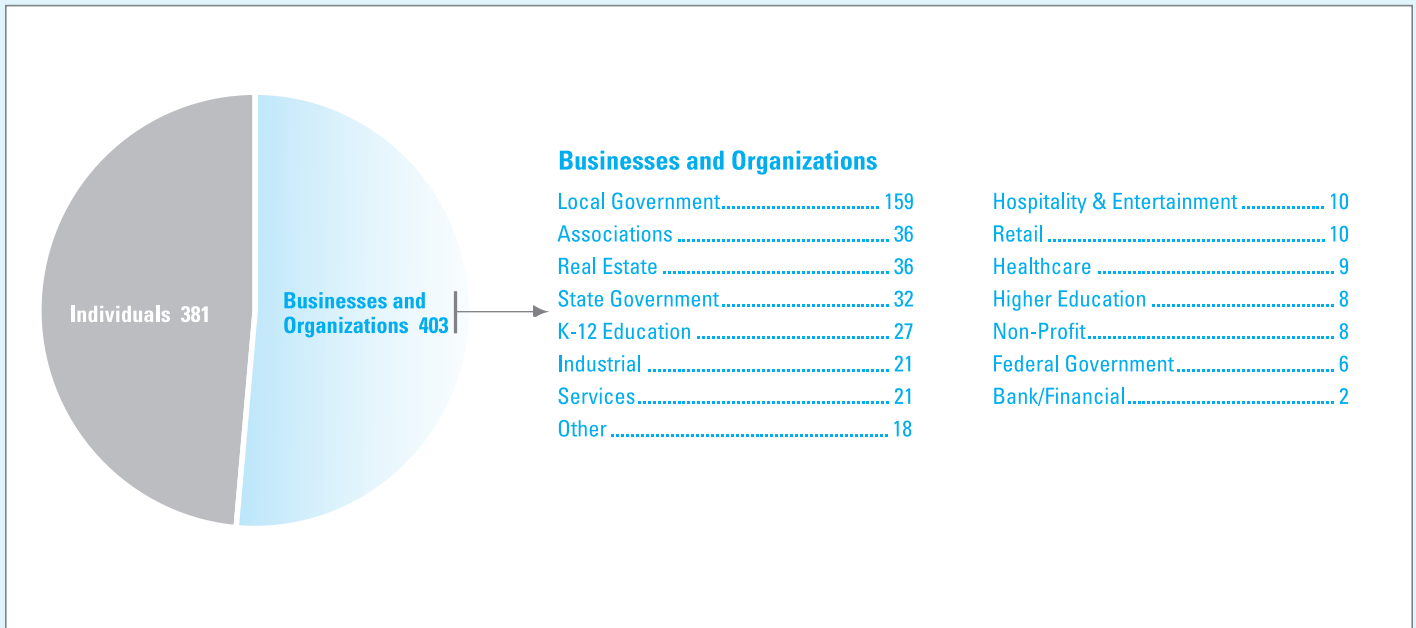 Individuals 381
Businesses and
Organizations 403
Businesses and Organizations
Local Government 159
Associations 36
Real Estate 36
State Government 32
K-12 Education 27
Industrial 21
Services 21
Other 18
Hospitality & Entertainment 10
Retail 10
Healthcare 9
Higher Education 8
Non-Profit 8
Federal Government 6
Bank/Financial 2